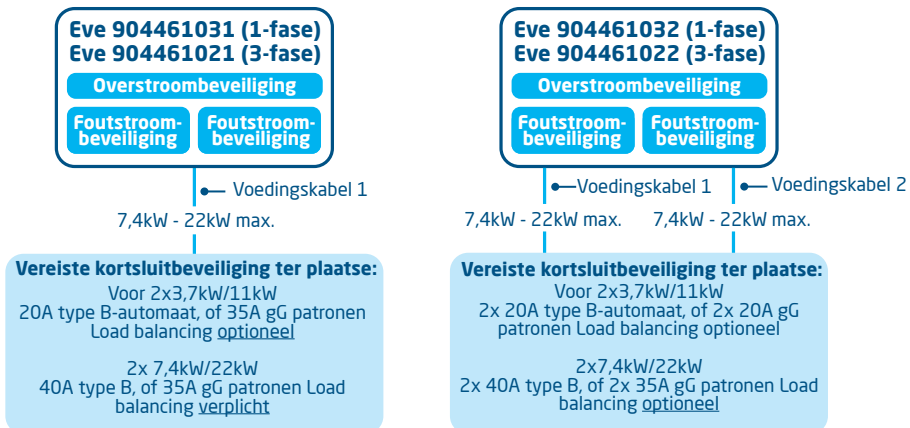 Eve 904461031 (1-fase)
Eve 904461021 (3-fase)
Overstroombeveiliging
Foutstroom-
beveiliging
Foutstroom-
beveiliging
Voedingskabel 1
7,4kW - 22kW max.
Vereiste kortsluitbeveiliging ter plaatse:
Voor 2x3,7kW/11kW
20A type B-automaat, of 35A gG patronen
Load balancing optioneel
2x 7,4kW/22kW
40A type B, of 35A gG patronen Load
balancing verplicht
Eve 904461032 (1-fase)
Eve 904461022 (3-fase)
Overstroombeveiliging
Foutstroom-
beveiliging
Foutstroom-
beveiliging
Voedingskabel 1
Voedingskabel 2
7,4kW - 22kW max.
7,4kW - 22kW max.
Vereiste kortsluitbeveiliging ter plaatse:
Voor 2x3,7kW/11kW
2x 20A type B-automaat, of 2x 20A gG
patronen Load balancing optioneel
2x7,4kW/22kW
2x 40A type B, of 2x 35A gG patronen Load
balancing optioneel